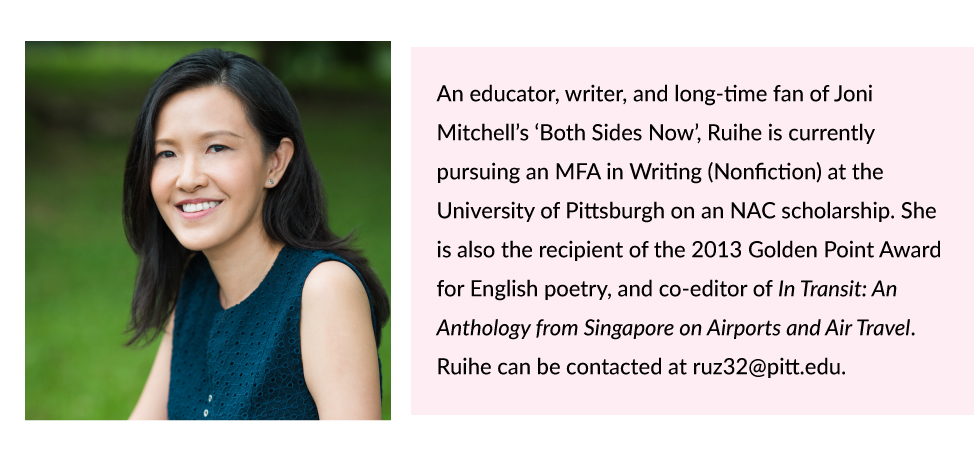 An educator, writer, and long-time fan of Joni
Mitchell’s ‘Both Sides Now’, Ruihe is currently
pursuing an MFA in Writing (Nonfiction) at the
University of Pittsburgh on an NAC scholarship. She
is also the recipient of the 2013 Golden Point Award
for English poetry, and co-editor of In Transit: An
Anthology from Singapore on Airports and Air Travel.
Ruihe can be contacted at ruz32@pitt.edu.